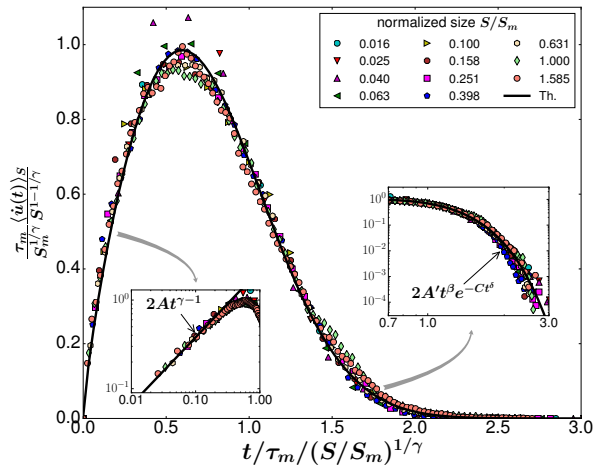 normalized size S/S_m
0.016 0.100 0.631
0.025 0.158 1.000
0.040 0.251 1.585
0.063 0.398 Th.
1.0
0.8
0.6
0.4
0.2
0.0
τ_m ⟨u̇(t)⟩_S / S_m^{1/γ} S^{1−1/γ}
10^0
10^{-1}
0.01 0.10 1.00
2At^{γ−1}
10^0
10^{-1}
10^{-2}
10^{-3}
10^{-4}
0.7 1.0 3.0
2A't^β e^{−Ct^δ}
0.0 0.5 1.0 1.5 2.0 2.5 3.0
t/τ_m/(S/S_m)^{1/γ}